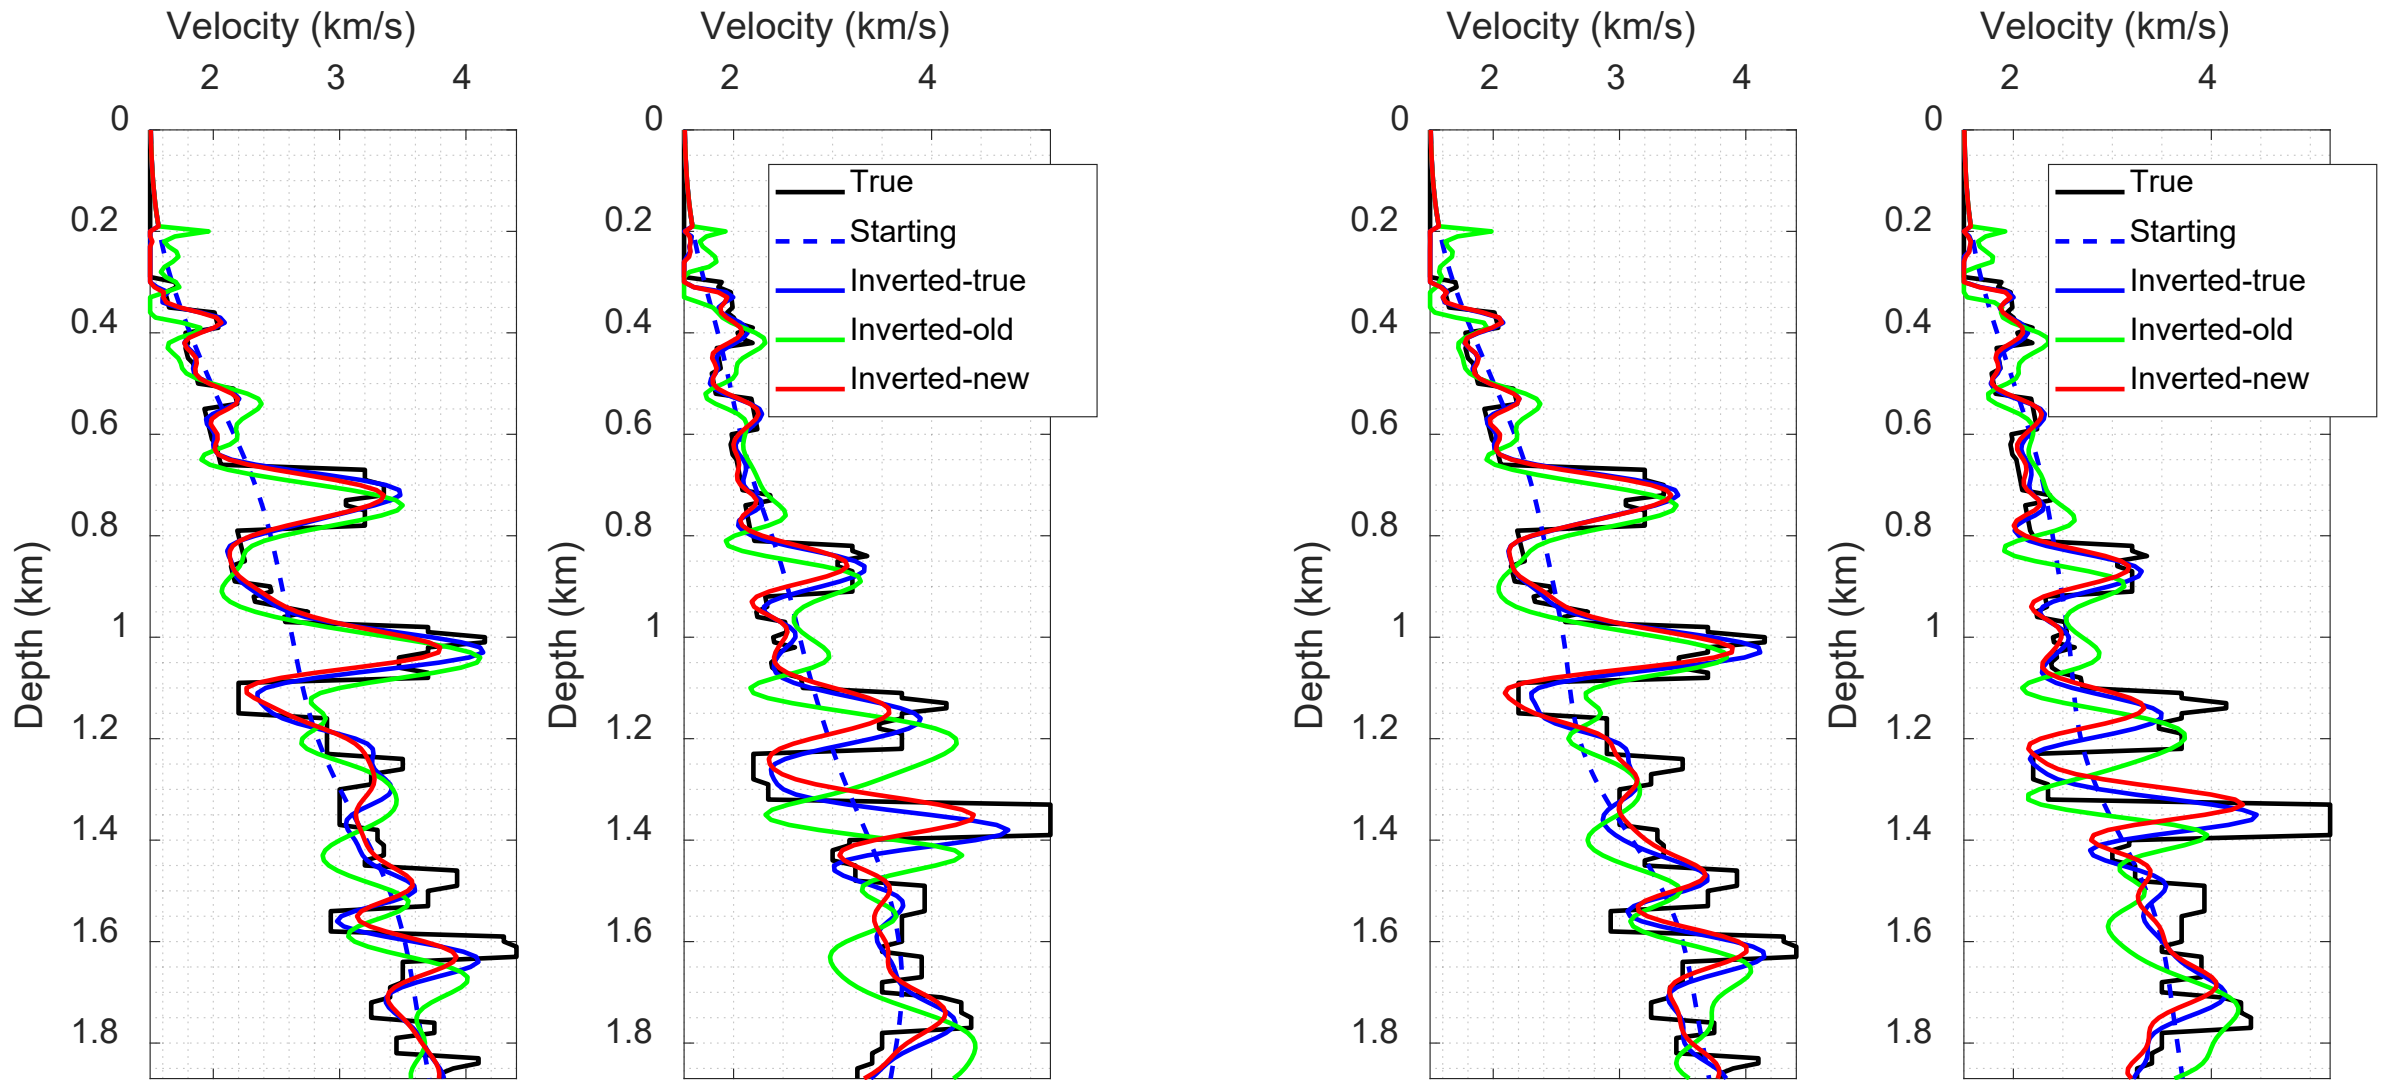 Velocity (km/s) Velocity (km/s) Velocity (km/s) Velocity (km/s)
2 3 4 2 4 2 3 4 2 4
0 0 0 0
True True
0.2 0.2 0.2 0.2
Starting Starting
Inverted-true Inverted-true
0.4 0.4 0.4 0.4
Inverted-old Inverted-old
Inverted-new Inverted-new
0.6 0.6 0.6 0.6
0.8 0.8 0.8 0.8
Depth (km) Depth (km) Depth (km) Depth (km)
1 1 1 1
1.2 1.2 1.2 1.2
1.4 1.4 1.4 1.4
1.6 1.6 1.6 1.6
1.8 1.8 1.8 1.8